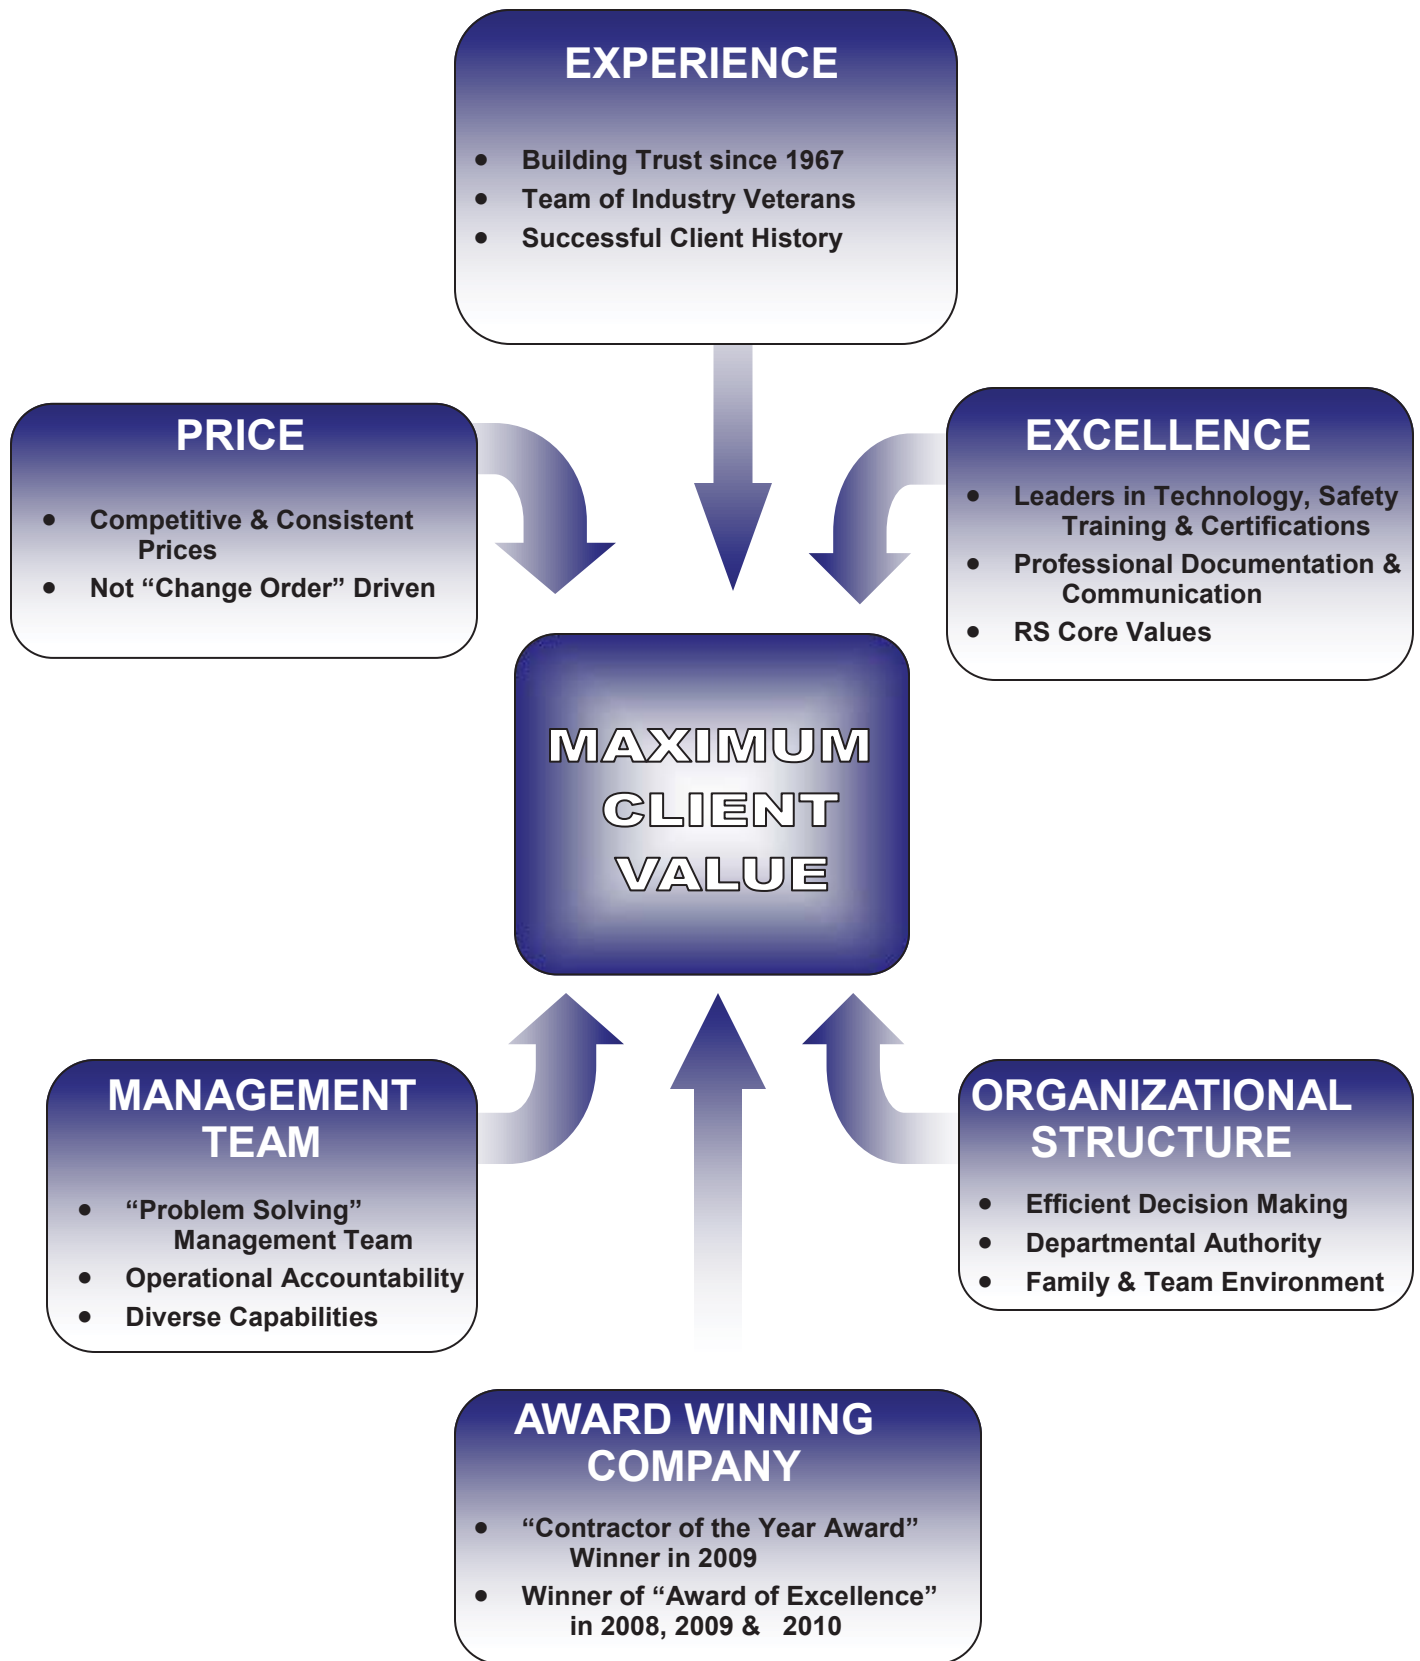 EXPERIENCE
• Building Trust since 1967
• Team of Industry Veterans
• Successful Client History
PRICE
• Competitive & Consistent
Prices
• Not “Change Order” Driven
EXCELLENCE
• Leaders in Technology, Safety
Training & Certifications
• Professional Documentation &
Communication
• RS Core Values
MAXIMUM
CLIENT
VALUE
MANAGEMENT
TEAM
• “Problem Solving”
Management Team
• Operational Accountability
• Diverse Capabilities
ORGANIZATIONAL
STRUCTURE
• Efficient Decision Making
• Departmental Authority
• Family & Team Environment
AWARD WINNING
COMPANY
• “Contractor of the Year Award”
Winner in 2009
• Winner of “Award of Excellence”
in 2008, 2009 & 2010